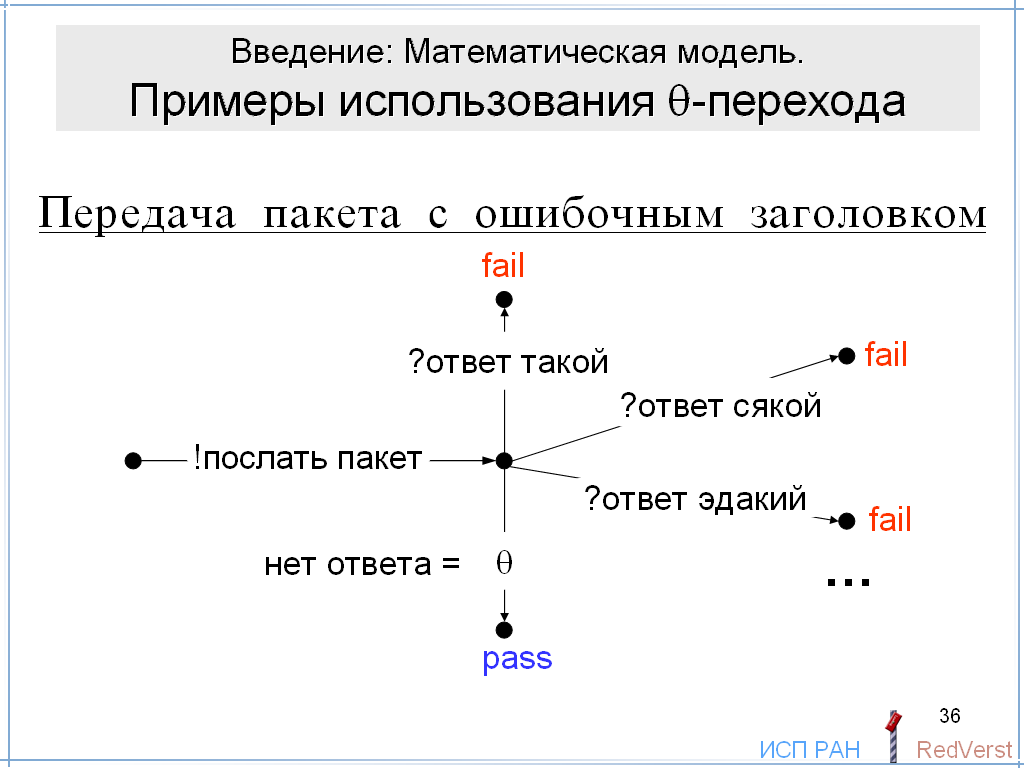 Введение: Математическая модель.
Примеры использования θ-перехода
Передача пакета с ошибочным заголовком
fail
?ответ такой
fail
?ответ сякой
!послать пакет
?ответ эдакий
fail
нет ответа = θ
...
pass
36
ИСП РАН
RedVerst